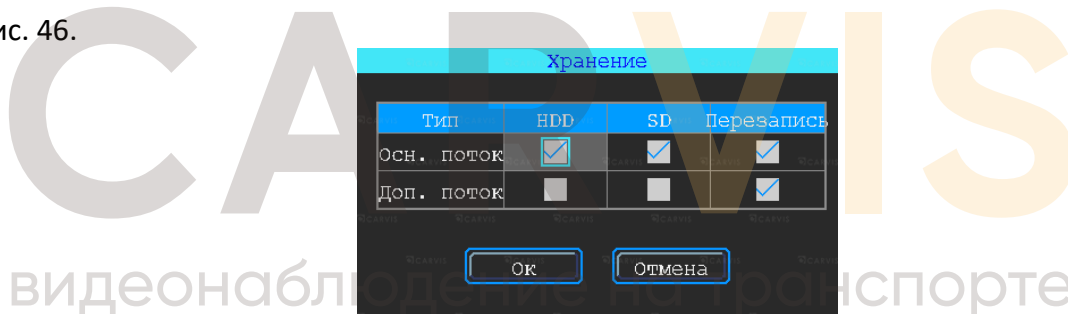 ис. 46.
CARVIS
Хранение
Тип HDD SD Перезапись
Осн. поток
Доп. поток
Ок Отмена
видеонаблюдение на транспорте